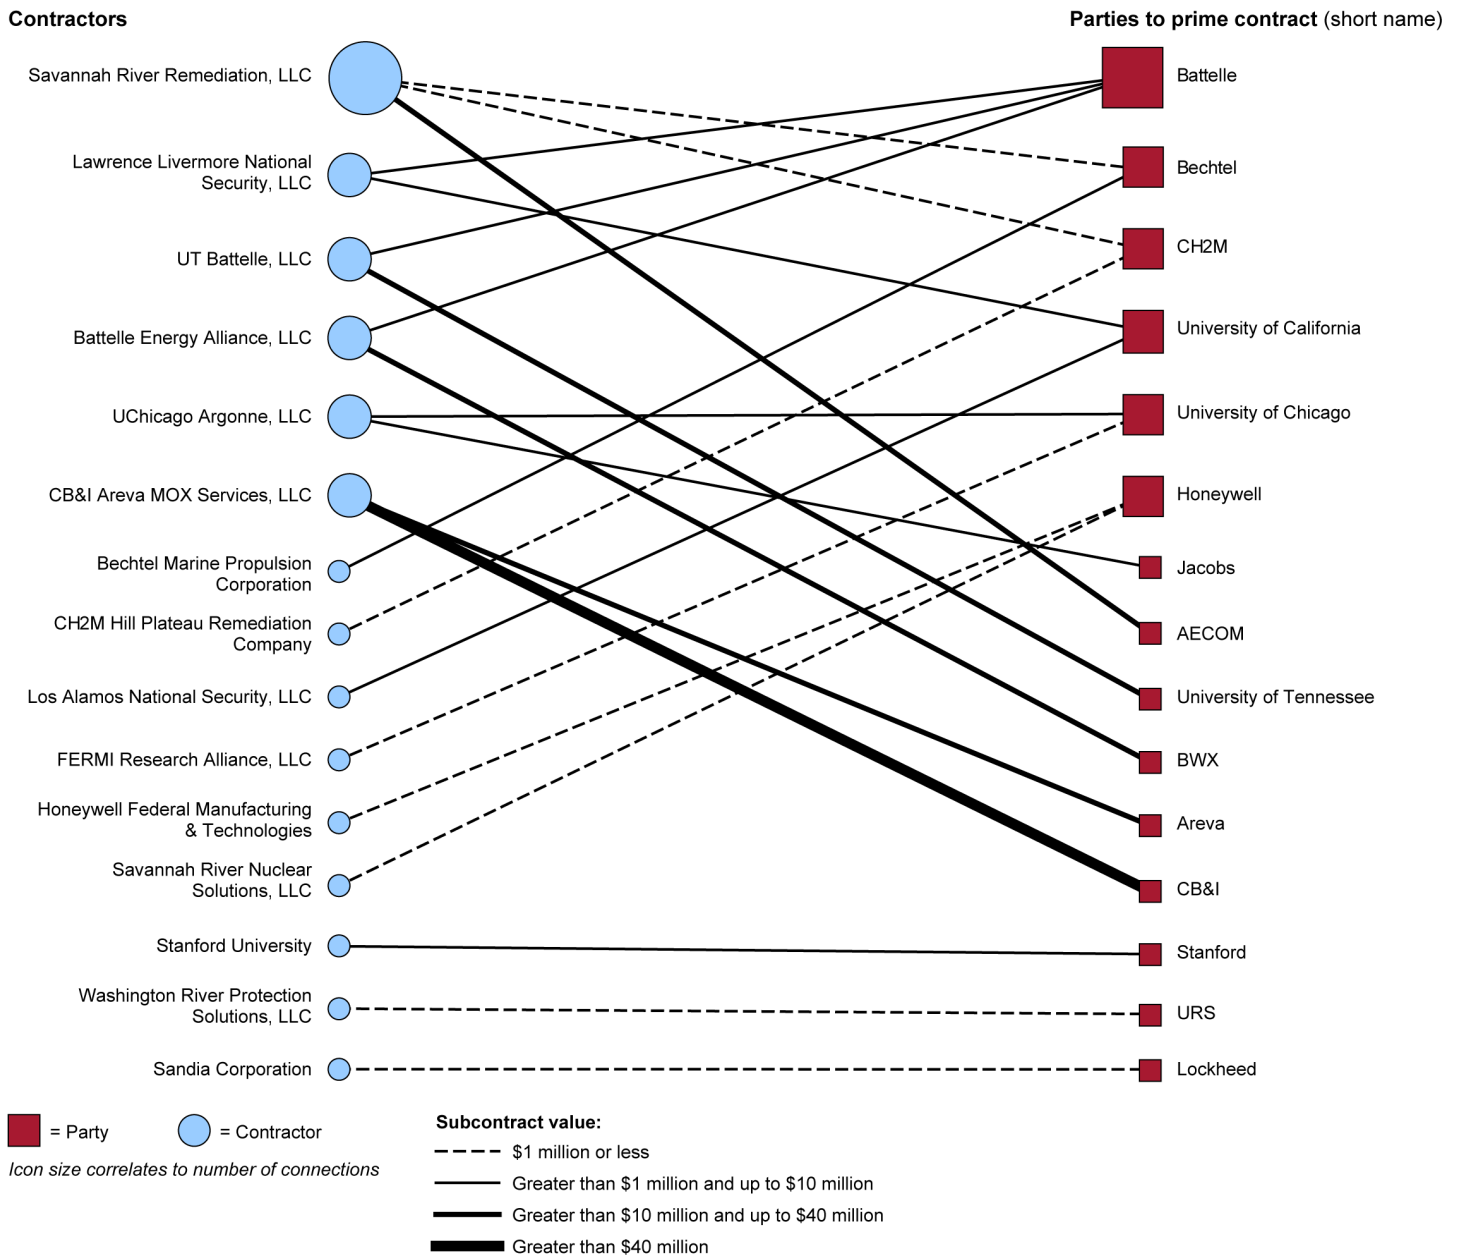 Contractors
Parties to prime contract (short name)
Savannah River Remediation, LLC
Battelle
Lawrence Livermore National
Security, LLC
Bechtel
UT Battelle, LLC
CH2M
Battelle Energy Alliance, LLC
University of California
UChicago Argonne, LLC
University of Chicago
CB&I Areva MOX Services, LLC
Honeywell
Bechtel Marine Propulsion
Corporation
Jacobs
CH2M Hill Plateau Remediation
Company
AECOM
Los Alamos National Security, LLC
University of Tennessee
FERMI Research Alliance, LLC
BWX
Honeywell Federal Manufacturing
& Technologies
Areva
Savannah River Nuclear
Solutions, LLC
CB&I
Stanford University
Stanford
Washington River Protection
Solutions, LLC
URS
Sandia Corporation
Lockheed
= Party
= Contractor
Icon size correlates to number of connections
Subcontract value:
$1 million or less
Greater than $1 million and up to $10 million
Greater than $10 million and up to $40 million
Greater than $40 million